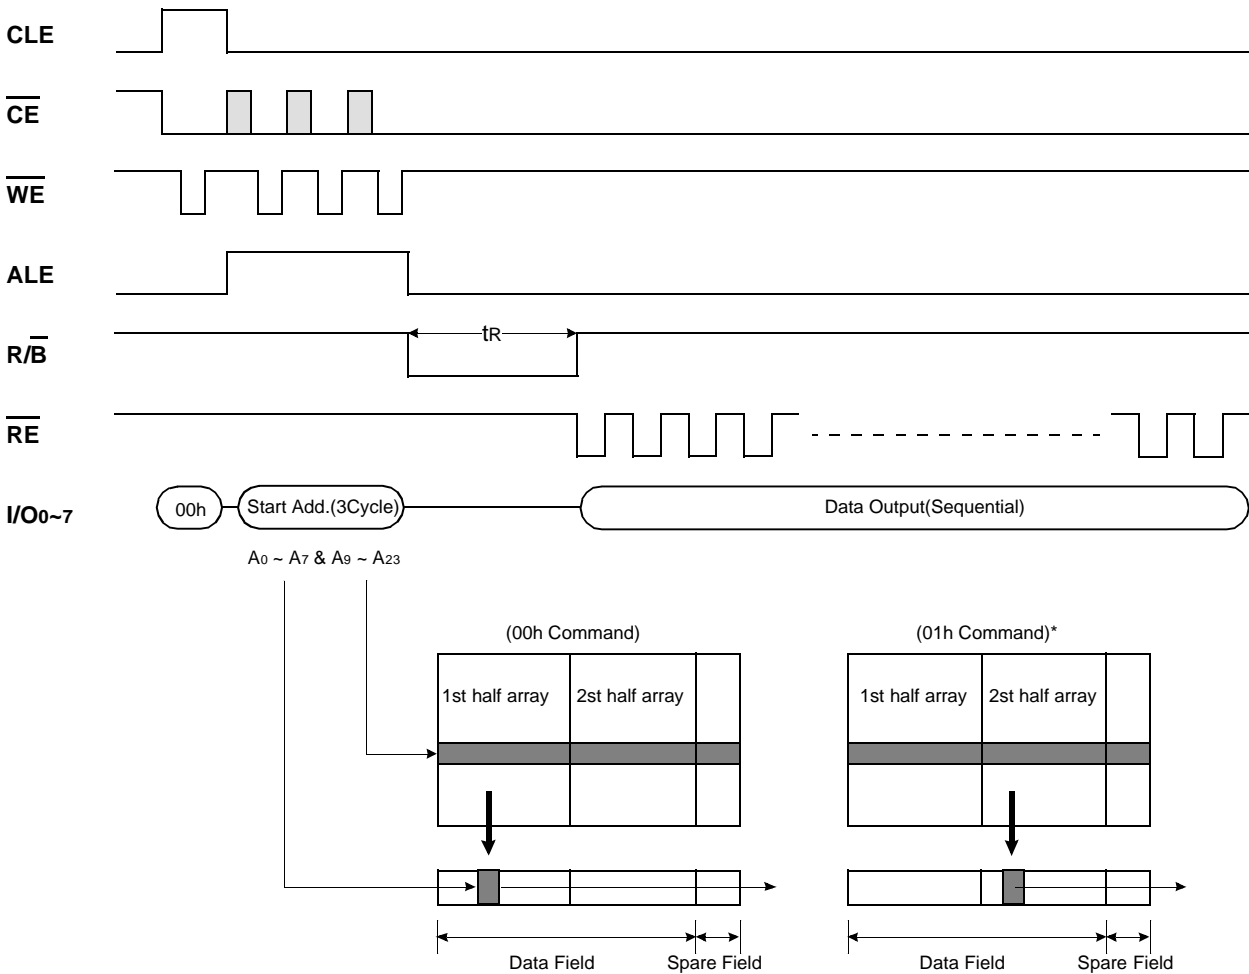 CLE
CE
WE
ALE
R/B
tR
RE
I/O0~7
00h
Start Add.(3Cycle)
Data Output(Sequential)
A0 ~ A7 & A9 ~ A23
(00h Command)
(01h Command)*
1st half array
2st half array
1st half array
2st half array
Data Field
Spare Field
Data Field
Spare Field